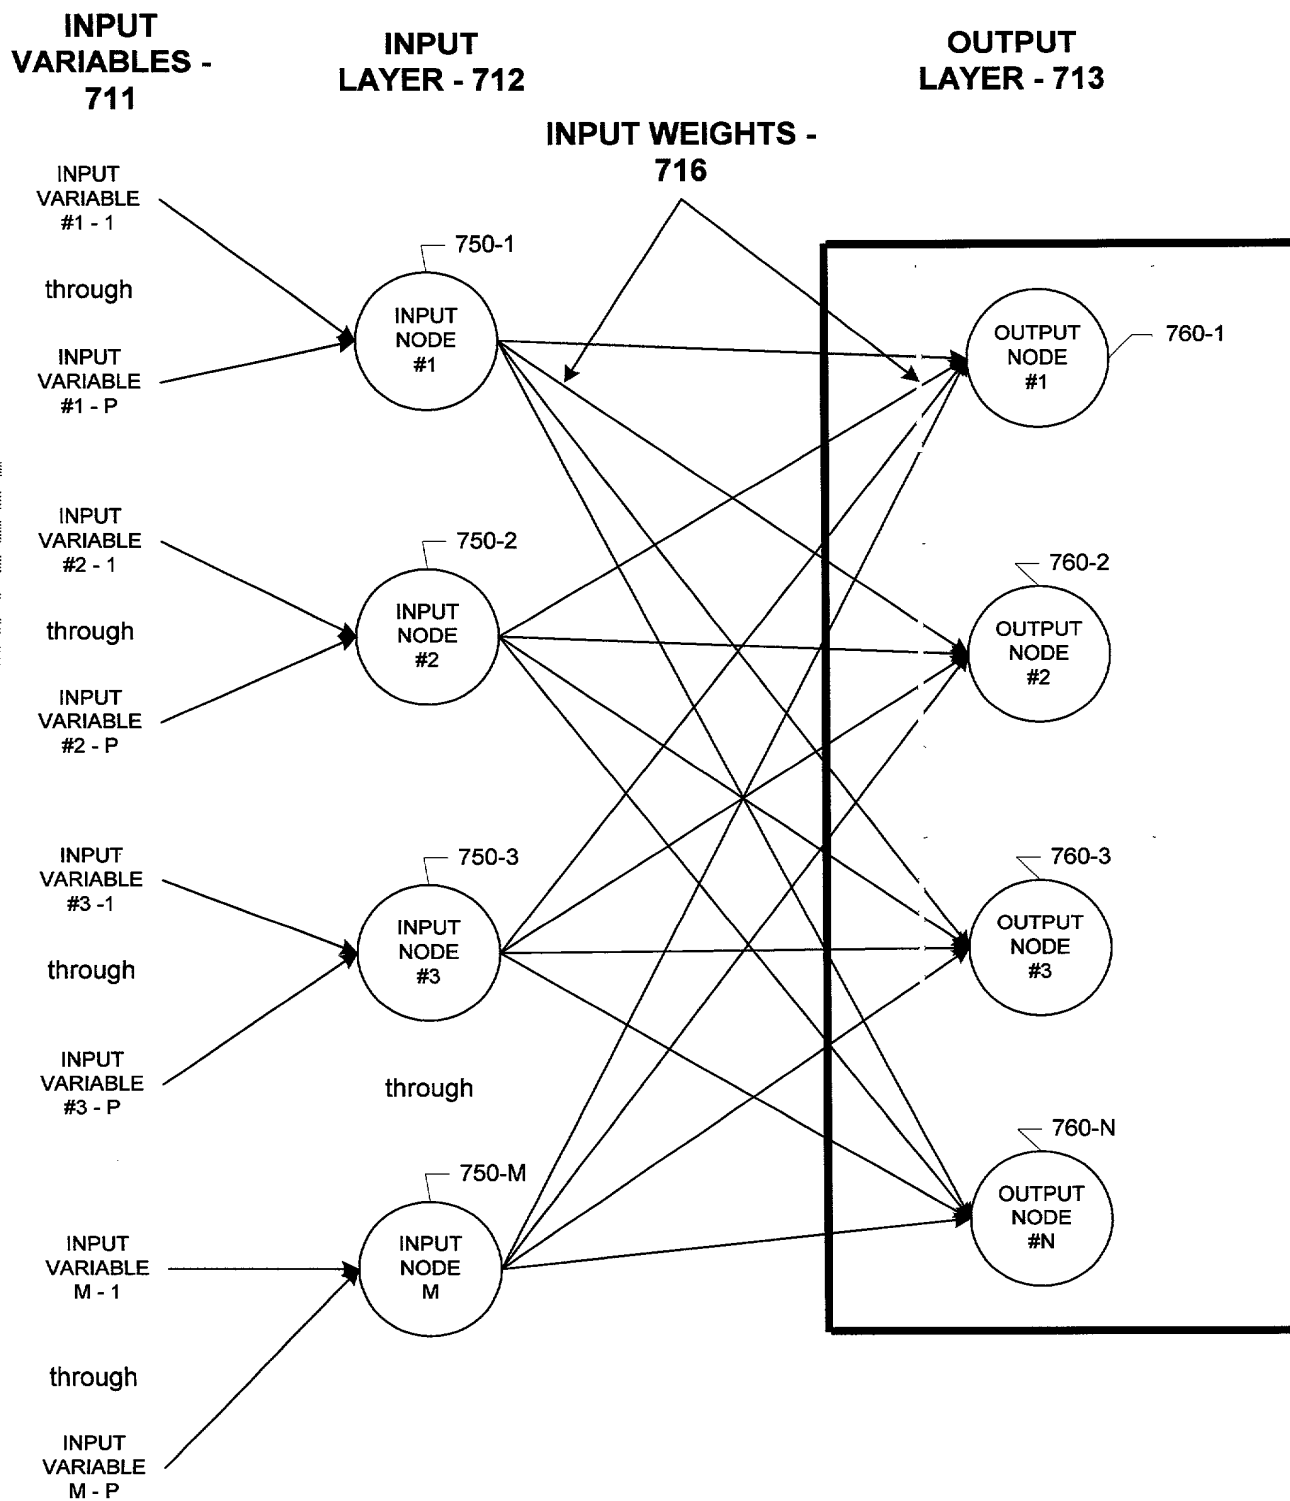 INPUT
VARIABLES -
711
INPUT
LAYER - 712
OUTPUT
LAYER - 713
INPUT WEIGHTS -
716
INPUT
VARIABLE
#1 - 1
through
INPUT
VARIABLE
#1 - P
750-1
INPUT
NODE
#1
OUTPUT
NODE
#1
760-1
INPUT
VARIABLE
#2 - 1
through
INPUT
VARIABLE
#2 - P
750-2
INPUT
NODE
#2
760-2
OUTPUT
NODE
#2
INPUT
VARIABLE
#3 -1
through
INPUT
VARIABLE
#3 - P
750-3
INPUT
NODE
#3
760-3
OUTPUT
NODE
#3
through
750-M
INPUT
NODE
M
760-N
OUTPUT
NODE
#N
INPUT
VARIABLE
M - 1
through
INPUT
VARIABLE
M - P